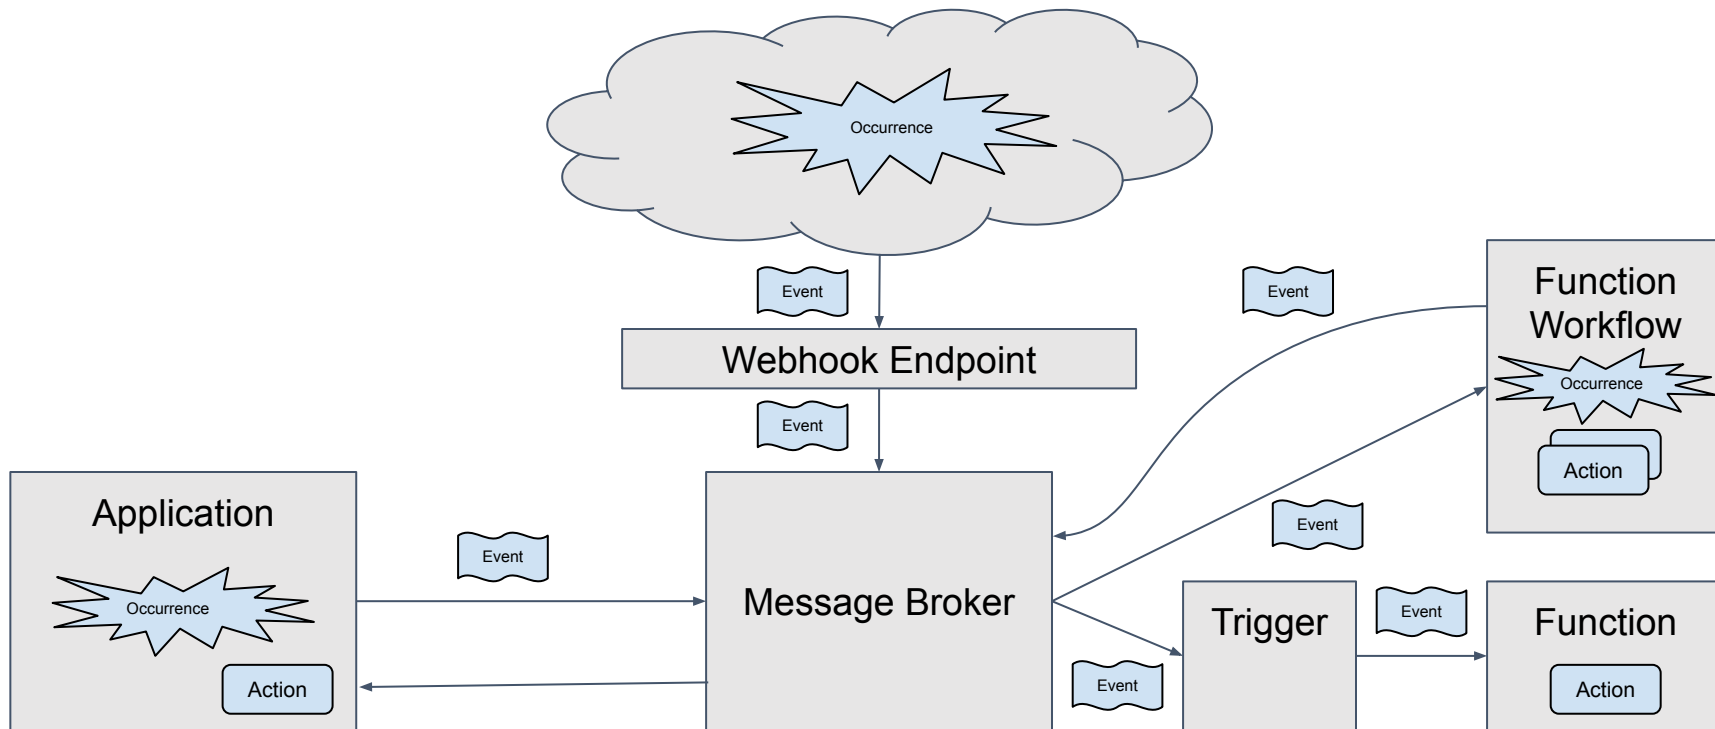 Occurrence
Event
Webhook Endpoint
Event
Event
Function
Workflow
Occurrence
Action
Event
Application
Event
Occurrence
Action
Message Broker
Event
Trigger
Event
Function
Action